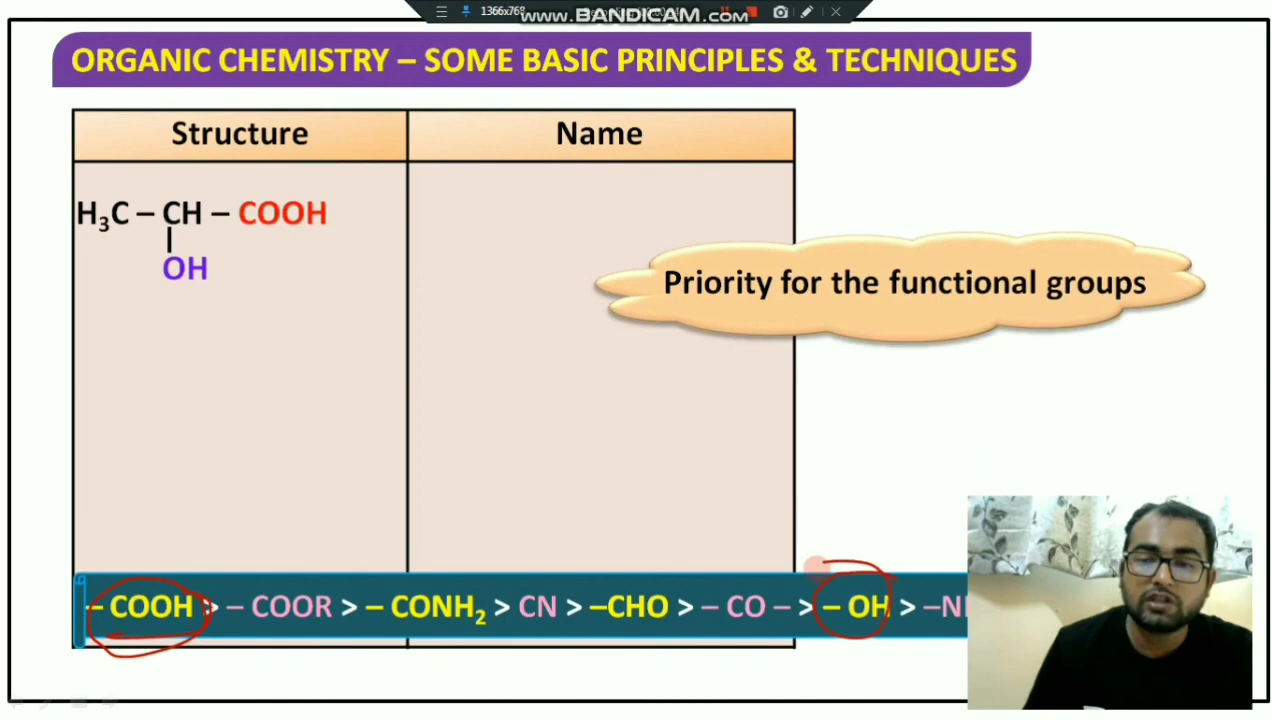 1366x768
www.BANDICAM.com
ORGANIC CHEMISTRY – SOME BASIC PRINCIPLES & TECHNIQUES
Structure
Name
H₃C – CH – COOH
OH
Priority for the functional groups
– COOH > – COOR > – CONH₂ > CN > –CHO > – CO – > – OH >